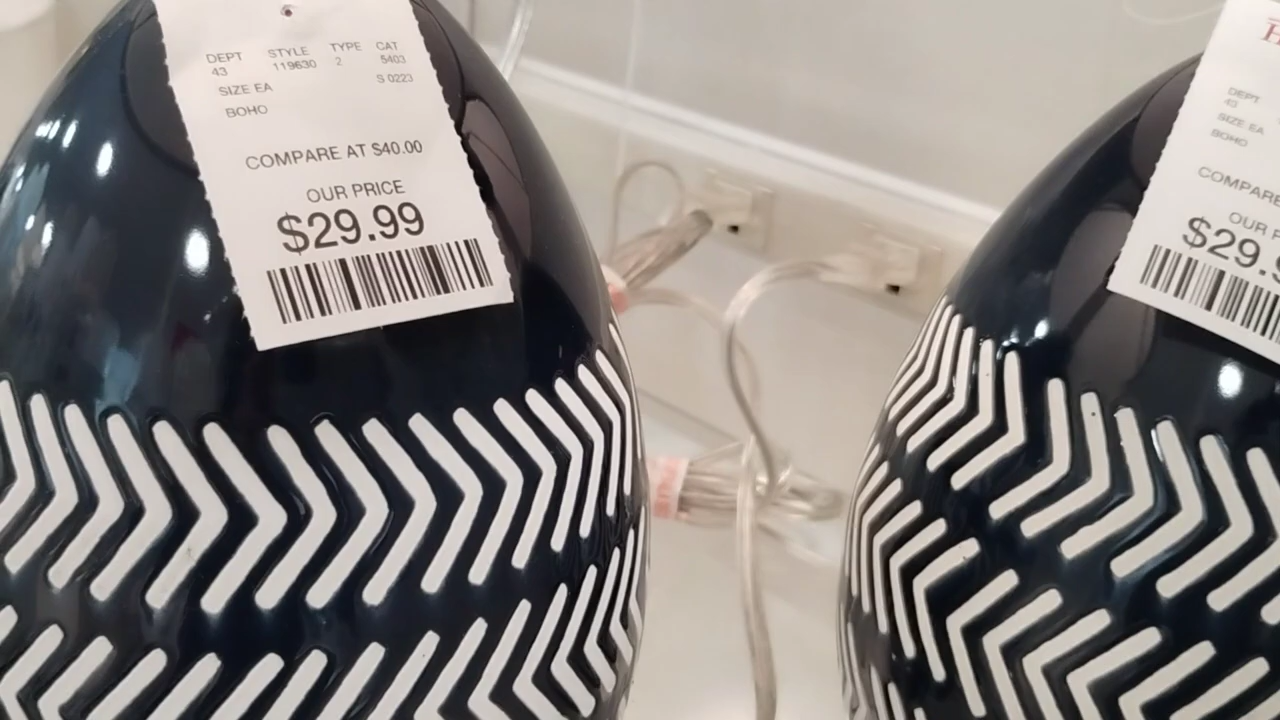 DEPT STYLE TYPE CAT
43 119630 2 5403
SIZE EA S 0223
BOHO
COMPARE AT $40.00
OUR PRICE
$29.99
DEPT
43
SIZE EA
BOHO
COMPARE
OUR
$29.